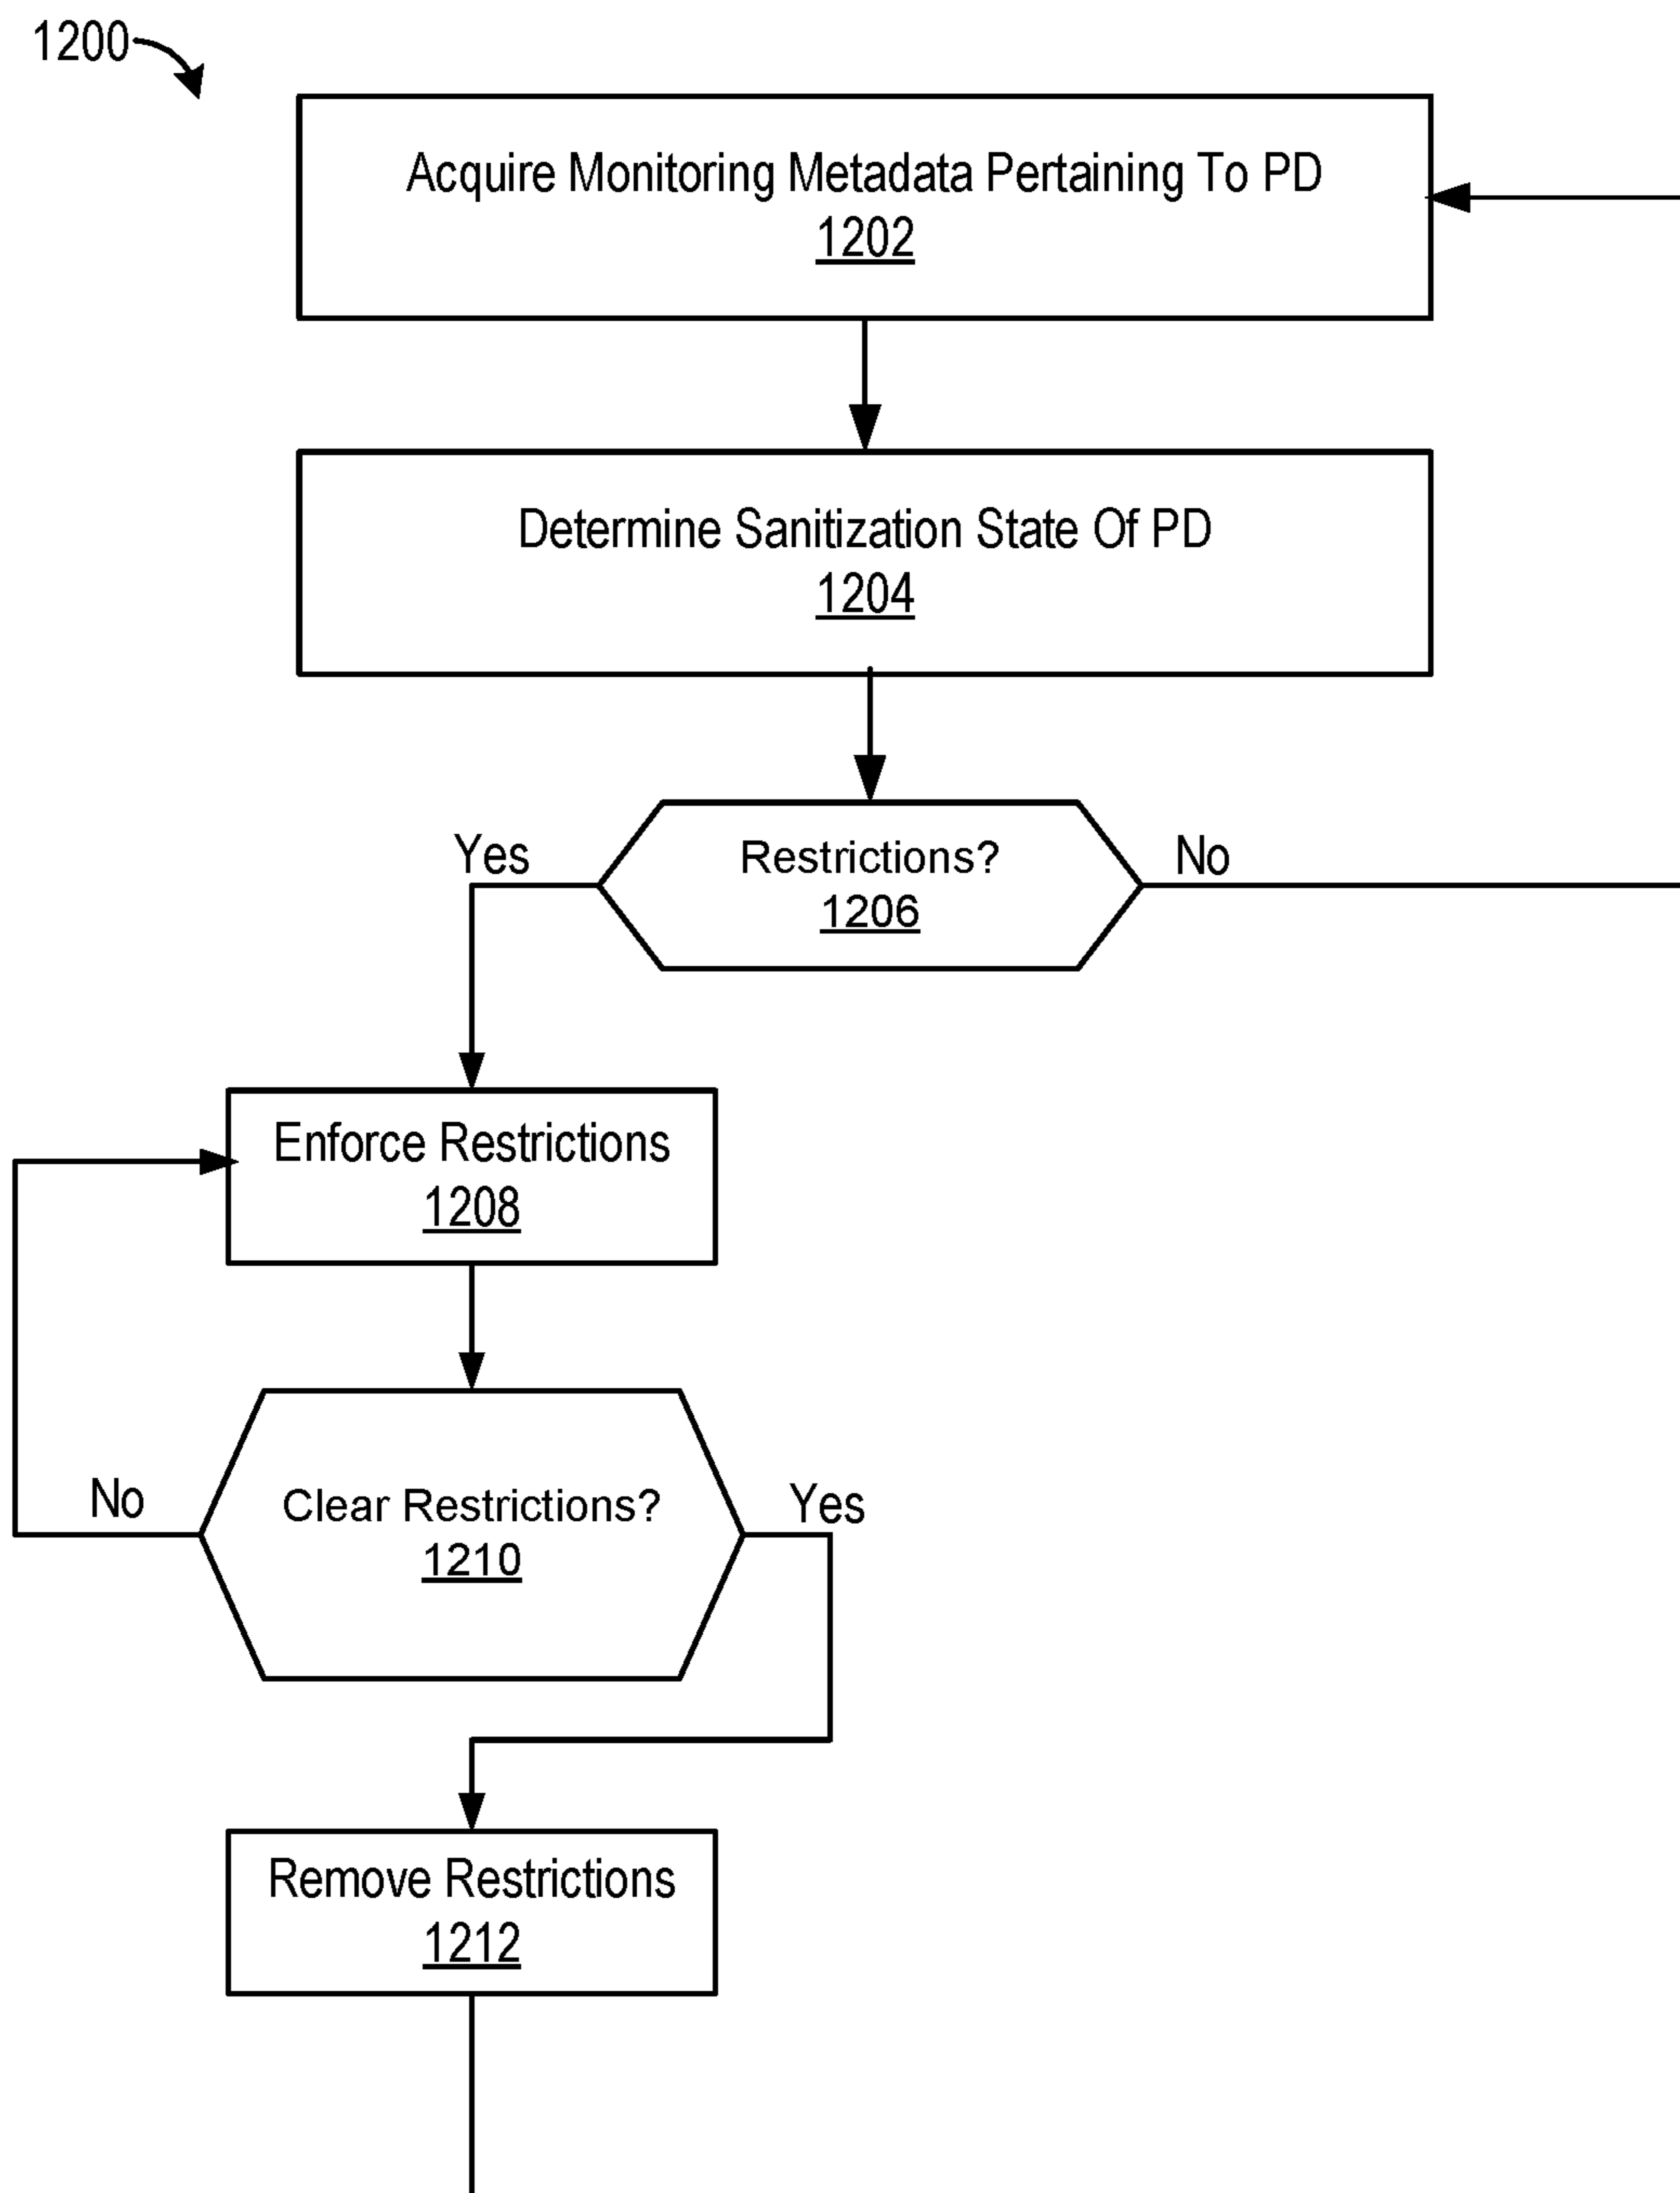 1200
Acquire Monitoring Metadata Pertaining To PD
1202
Determine Sanitization State Of PD
1204
Yes
Restrictions?
No
1206
Enforce Restrictions
1208
No
Clear Restrictions?
Yes
1210
Remove Restrictions
1212